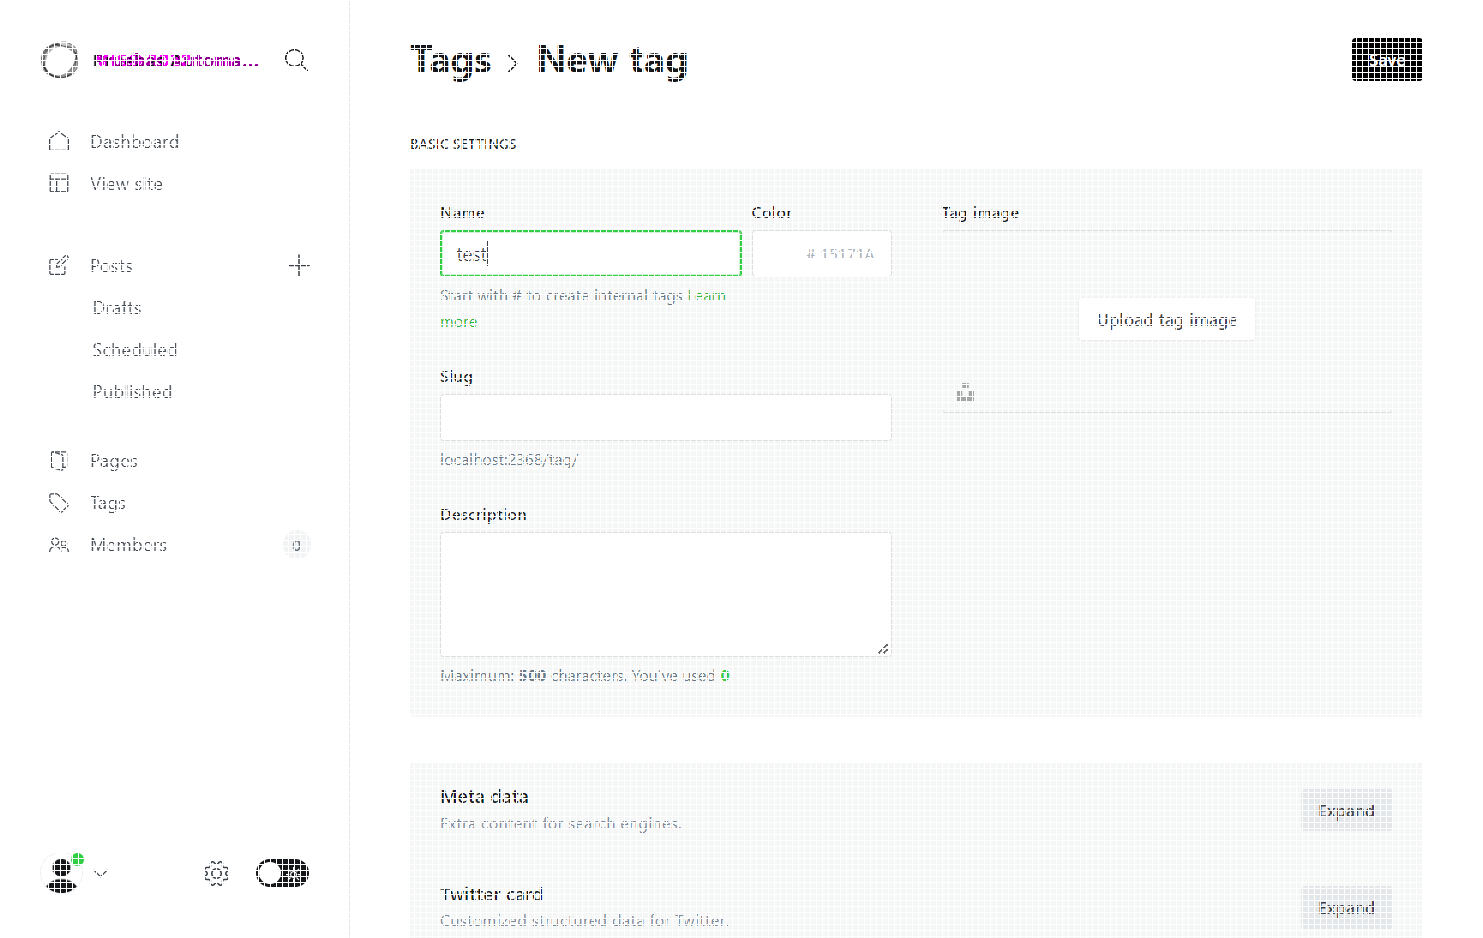 Tags › New tag
Save
Dashboard
View site
Posts
Drafts
Scheduled
Published
Pages
Tags
Members
0
BASIC SETTINGS
Name
test
Start with # to create internal tags Learn
more
Color
# 15171A
Slug
localhost:2368/tag/
Description
Maximum: 500 characters. You've used 0
Tag image
Upload tag image
Meta data
Extra content for search engines.
Expand
Twitter card
Customized structured data for Twitter.
Expand